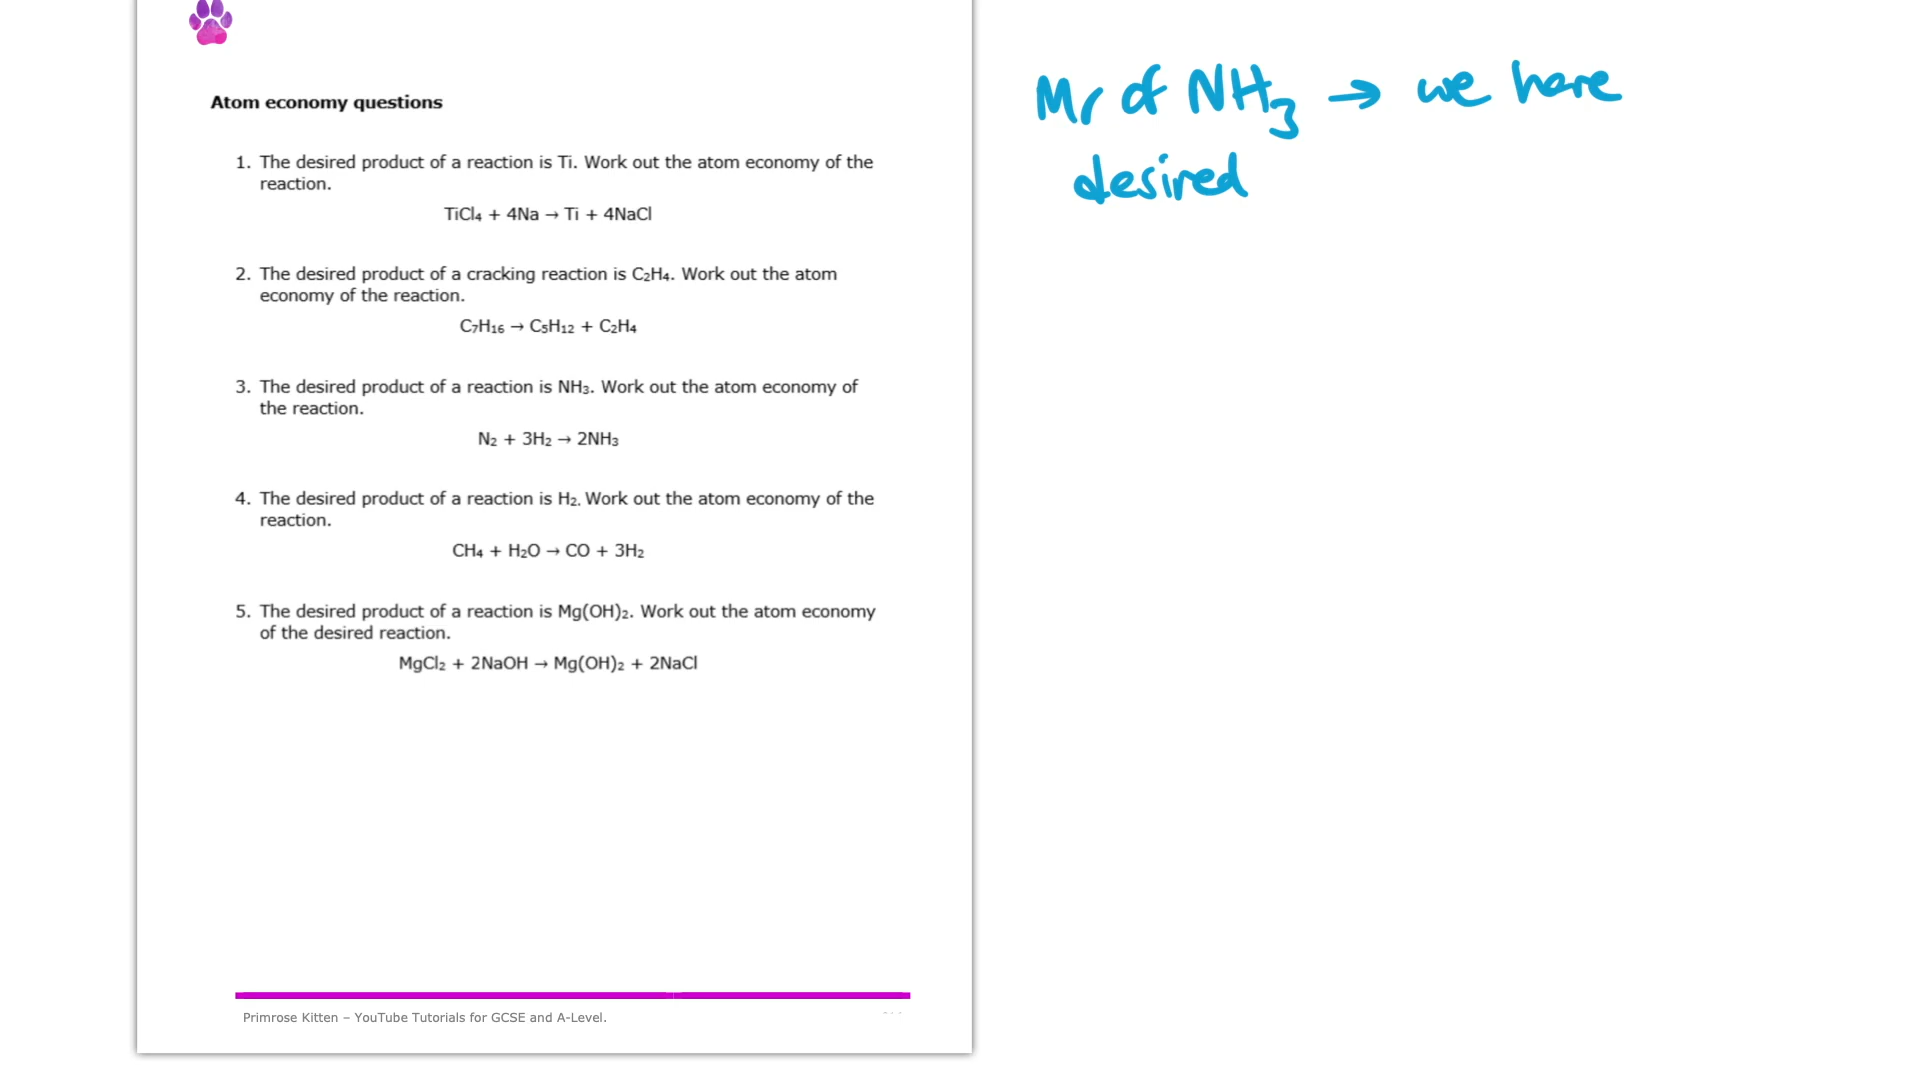 Atom economy questions
1. The desired product of a reaction is Ti. Work out the atom economy of the
reaction.
TiCl₄ + 4Na → Ti + 4NaCl
2. The desired product of a cracking reaction is C₂H₄. Work out the atom
economy of the reaction.
C₇H₁₆ → C₅H₁₂ + C₂H₄
3. The desired product of a reaction is NH₃. Work out the atom economy of
the reaction.
N₂ + 3H₂ → 2NH₃
4. The desired product of a reaction is H₂. Work out the atom economy of the
reaction.
CH₄ + H₂O → CO + 3H₂
5. The desired product of a reaction is Mg(OH)₂. Work out the atom economy
of the desired reaction.
MgCl₂ + 2NaOH → Mg(OH)₂ + 2NaCl
Primrose Kitten – YouTube Tutorials for GCSE and A-Level.
Mr of NH₃ → we have
desired